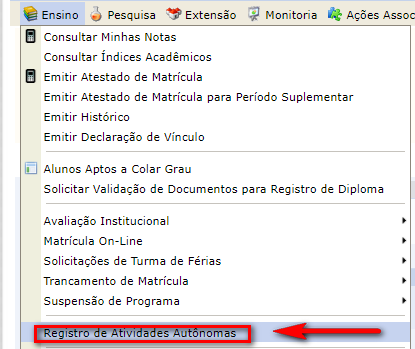 Ensino Pesquisa Extensão Monitoria Ações Assoc
Consultar Minhas Notas
Consultar Índices Acadêmicos
Emitir Atestado de Matrícula
Emitir Atestado de Matrícula para Período Suplementar
Emitir Histórico
Emitir Declaração de Vínculo
Alunos Aptos a Colar Grau
Solicitar Validação de Documentos para Registro de Diploma
Avaliação Institucional
Matrícula On-Line
Solicitações de Turma de Férias
Trancamento de Matrícula
Suspensão de Programa
Registro de Atividades Autônomas